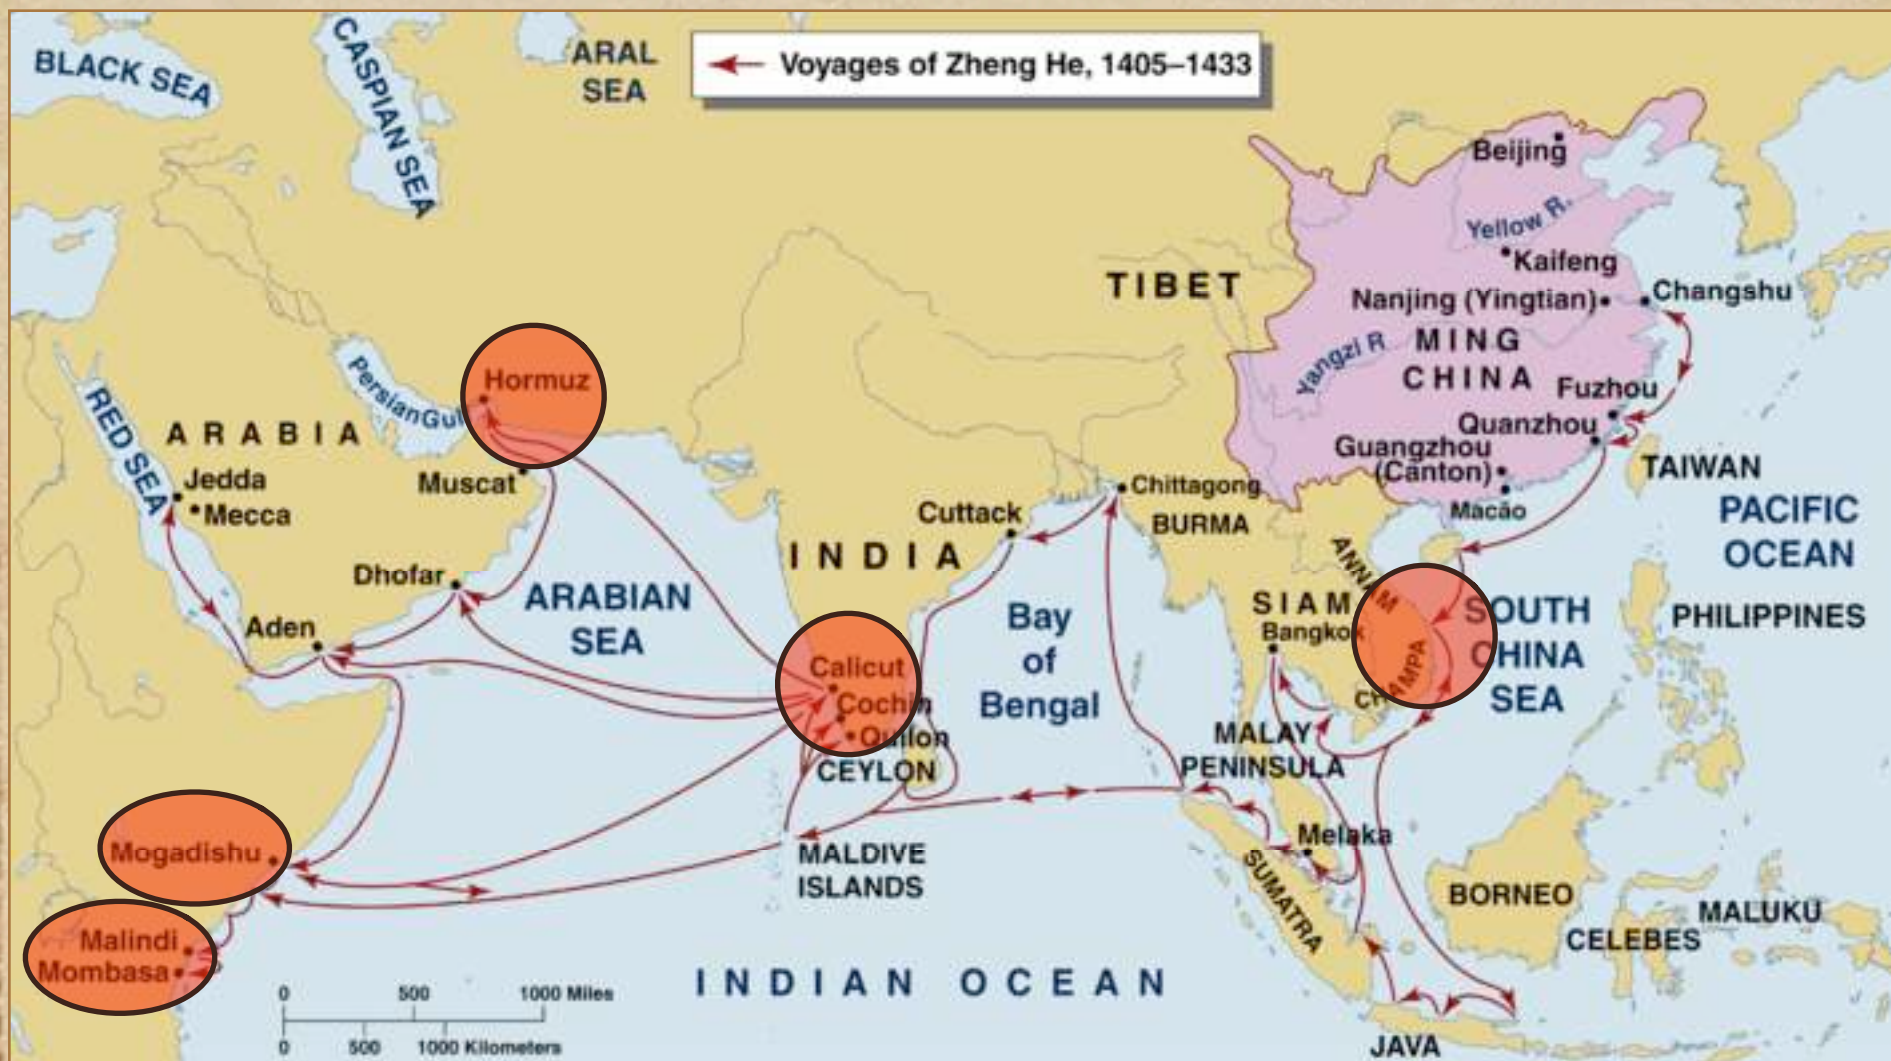 BLACK SEA
CASPIAN SEA
ARAL
SEA
Voyages of Zheng He, 1405–1433
Beijing
Yellow R.
Kaifeng
TIBET
Nanjing (Yingtian)
Changshu
MING
CHINA
Yangzi R
Fuzhou
Quanzhou
Guangzhou
(Canton)
Macão
TAIWAN
PACIFIC
OCEAN
Hormuz
Persian Gul
RED SEA
ARABIA
Jedda
Mecca
Muscat
Dhofar
Aden
ARABIAN
SEA
INDIA
Cuttack
Chittagong
BURMA
Bay
of
Bengal
ANNAM
SIAM
Bangkok
CHAMPA
SOUTH
CHINA
SEA
PHILIPPINES
Calicut
Cochin
Quilon
CEYLON
MALAY
PENINSULA
Melaka
MALDIVE
ISLANDS
SUMATRA
BORNEO
CELEBES
MALUKU
Mogadishu
Malindi
Mombasa
INDIAN OCEAN
JAVA
0 500 1000 Miles
0 500 1000 Kilometers